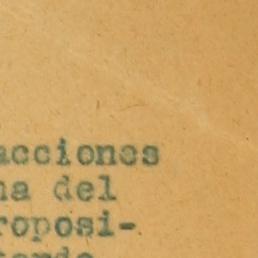 acciones
na del
roposi-